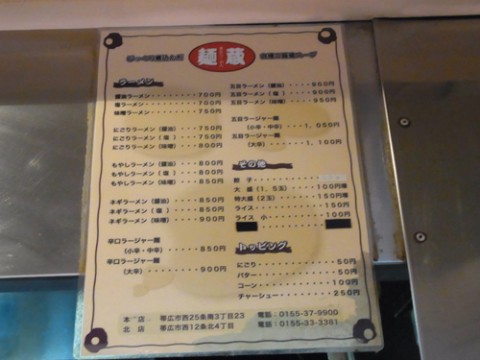 麺蔵
ラーメン
醤油ラーメン・・・・・・700円
塩ラーメン・・・・・・700円
味噌ラーメン・・・・・・750円
にごりラーメン（醤油）・・・750円
にごりラーメン（塩）・・・750円
にごりラーメン（味噌）・・・800円
もやしラーメン（醤油）・・・800円
もやしラーメン（塩）・・・800円
もやしラーメン（味噌）・・・850円
ネギラーメン（醤油）・・・850円
ネギラーメン（塩）・・・850円
ネギラーメン（味噌）・・・900円
辛口ラージャー麺
（小辛・中辛）・・・・850円
辛口ラージャー麺
（大辛）・・・・・900円
五目ラーメン（醤油）・・・900円
五目ラーメン（塩）・・・900円
五目ラーメン（味噌）・・・950円
五目ラージャー麺
（小辛・中辛）・・・1,050円
五目ラージャー麺
（大辛）・・・・1,150円
その他
餃子・・・・・・・
大盛（1.5玉）・・・・100円増
特大盛（2玉）・・・・150円増
ライス・・・・・・・150円
ライス 小・・・・・・100円
トッピング
にごり・・・・・・・50円
バター・・・・・・・50円
コーン・・・・・・・100円
チャーシュー・・・・・250円
本店 帯広市西25条南3丁目23 電話・0155-37-9900
北店 帯広市西12条北4丁目 電話・0155-33-3381